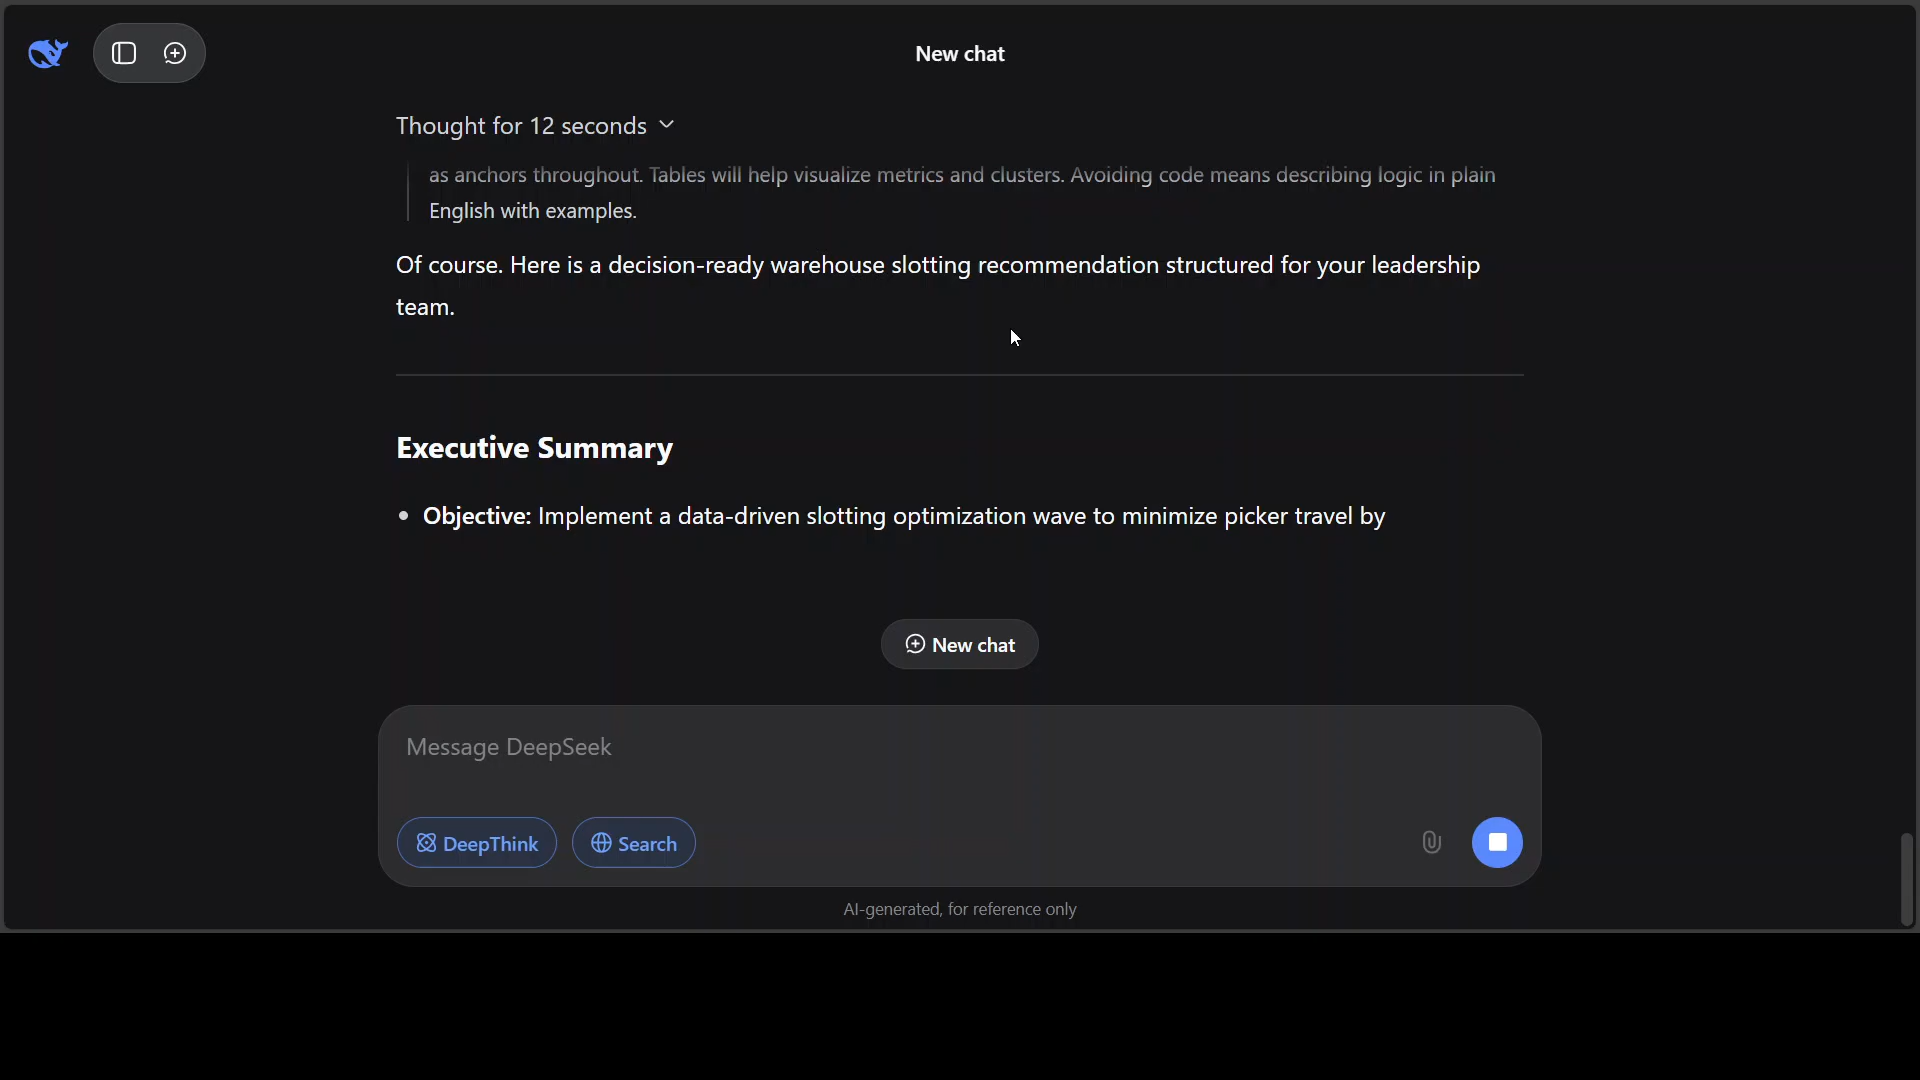 New chat
Thought for 12 seconds
as anchors throughout. Tables will help visualize metrics and clusters. Avoiding code means describing logic in plain
English with examples.
Of course. Here is a decision-ready warehouse slotting recommendation structured for your leadership
team.
Executive Summary
• Objective: Implement a data-driven slotting optimization wave to minimize picker travel by
New chat
Message DeepSeek
DeepThink Search
AI-generated, for reference only